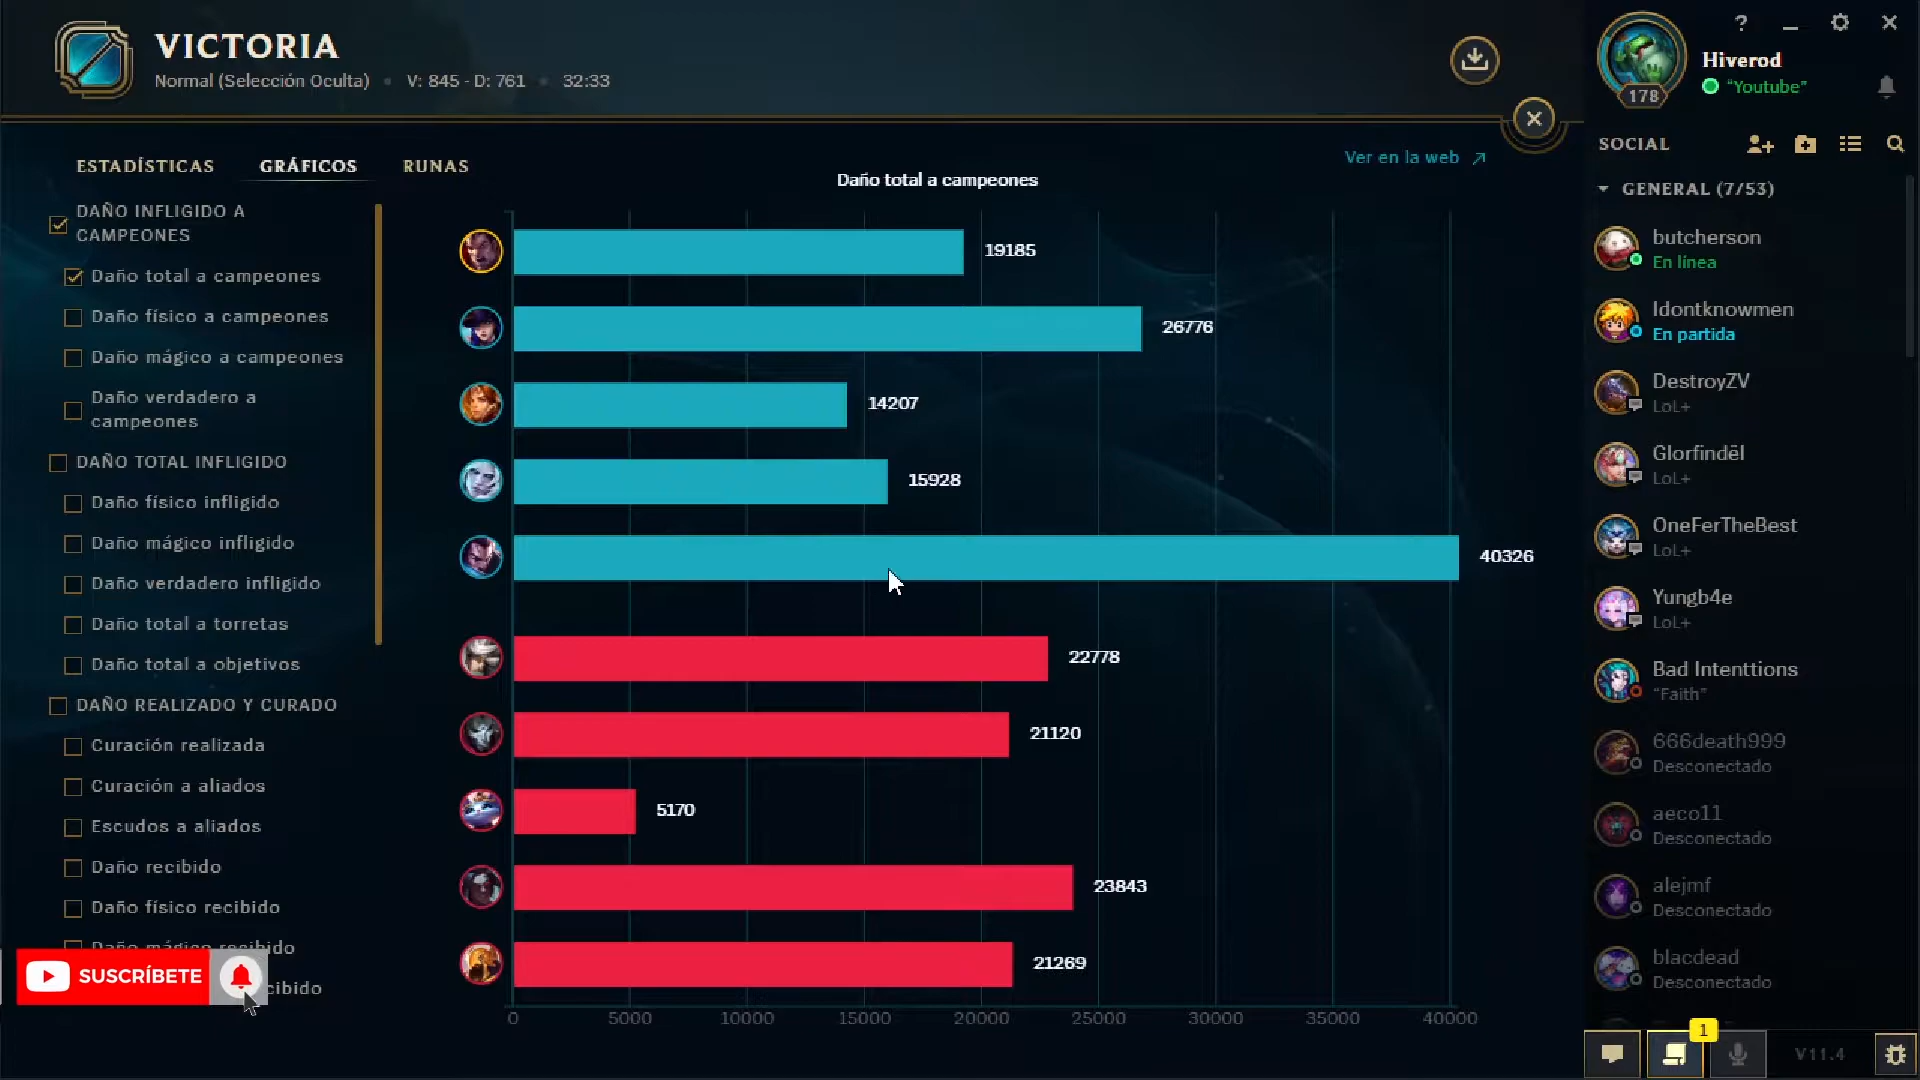 VICTORIA
Normal (Selección Oculta) • V: 845 - D: 761 • 32:33
?
Hiverod
"Youtube"
178
SOCIAL
GENERAL (7/53)
ESTADÍSTICAS
GRÁFICOS
RUNAS
Ver en la web
Daño total a campeones
DAÑO INFLIGIDO A
CAMPEONES
Daño total a campeones
Daño físico a campeones
Daño mágico a campeones
Daño verdadero a
campeones
DAÑO TOTAL INFLIGIDO
Daño físico infligido
Daño mágico infligido
Daño verdadero infligido
Daño total a torretas
Daño total a objetivos
DAÑO REALIZADO Y CURADO
Curación realizada
Curación a aliados
Escudos a aliados
Daño recibido
Daño físico recibido
Daño mágico recibido
cibido
SUSCRÍBETE
19185
26776
14207
15928
40326
22778
21120
5170
23843
21269
0 5000 10000 15000 20000 25000 30000 35000 40000
butcherson
En línea
Idontknowmen
En partida
DestroyZV
LoL+
Glorfindël
LoL+
OneFerTheBest
LoL+
Yungb4e
LoL+
Bad Intenttions
"Faith"
666death999
Desconectado
aeco11
Desconectado
alejmf
Desconectado
blacdead
Desconectado
1
V11.4